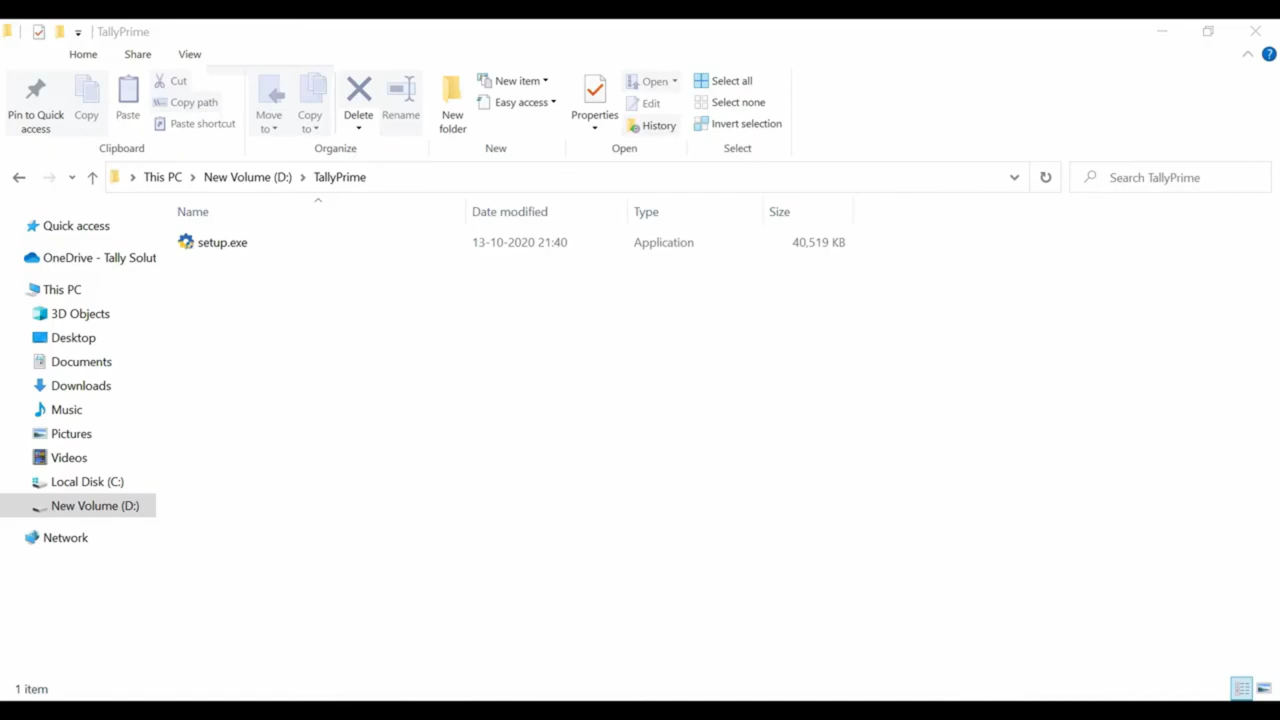 TallyPrime
Home Share View
Pin to Quick access
Copy
Paste
Cut
Copy path
Paste shortcut
Clipboard
Move to
Copy to
Delete
Rename
Organize
New folder
New item
Easy access
New
Properties
Open
Edit
History
Open
Select all
Select none
Invert selection
Select
This PC > New Volume (D:) > TallyPrime
Search TallyPrime
Name Date modified Type Size
setup.exe 13-10-2020 21:40 Application 40,519 KB
Quick access
OneDrive - Tally Solut
This PC
3D Objects
Desktop
Documents
Downloads
Music
Pictures
Videos
Local Disk (C:)
New Volume (D:)
Network
1 item